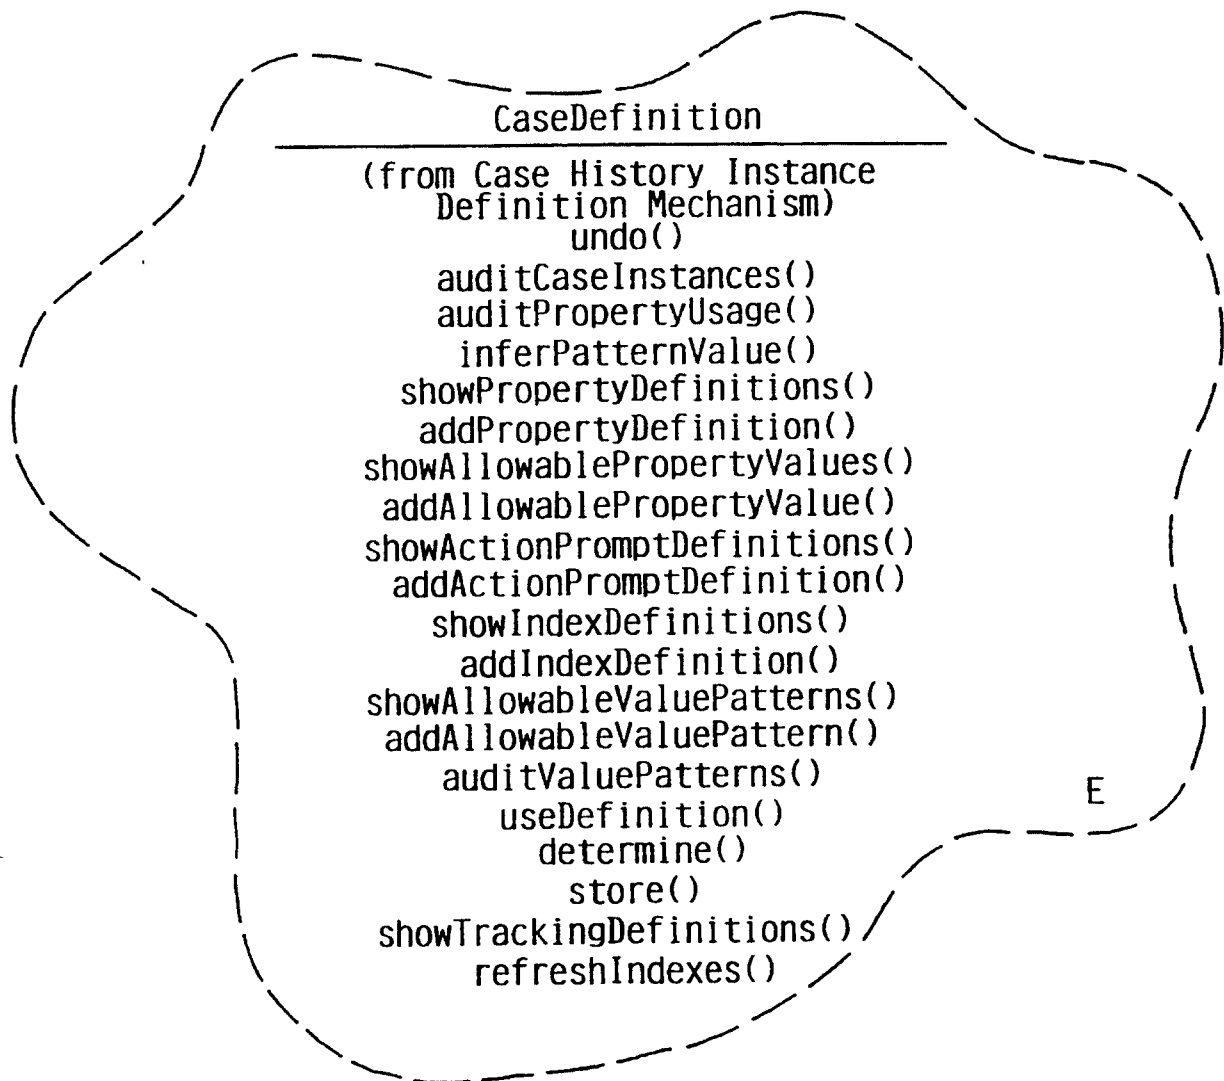 CaseDefinition
(from Case History Instance
Definition Mechanism)
undo()
auditCaseInstances()
auditPropertyUsage()
inferPatternValue()
showPropertyDefinitions()
addPropertyDefinition()
showAllowablePropertyValues()
addAllowablePropertyValue()
showActionPromptDefinitions()
addActionPromptDefinition()
showIndexDefinitions()
addIndexDefinition()
showAllowableValuePatterns()
addAllowableValuePattern()
auditValuePatterns()
E
useDefinition()
determine()
store()
showTrackingDefinitions()
refreshIndexes()